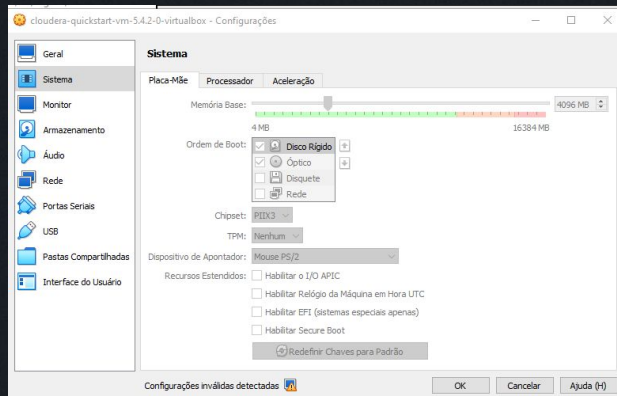 cloudera-quickstart-vm-5.4.2-0-virtualbox - Configurações
Geral
Sistema
Monitor
Armazenamento
Áudio
Rede
Portas Seriais
USB
Pastas Compartilhadas
Interface do Usuário
Sistema
Placa-Mãe Processador Aceleração
Memória Base: 4096 MB
4 MB 16384 MB
Ordem de Boot: Disco Rígido
Óptico
Disquete
Rede
Chipset: PIIX3
TPM: Nenhum
Dispositivo de Apontador: Mouse PS/2
Recursos Estendidos: Habilitar o I/O APIC
Habilitar Relógio da Máquina em Hora UTC
Habilitar EFI (sistemas especiais apenas)
Habilitar Secure Boot
Redefinir Chaves para Padrão
Configurações inválidas detectadas OK Cancelar Ajuda (H)